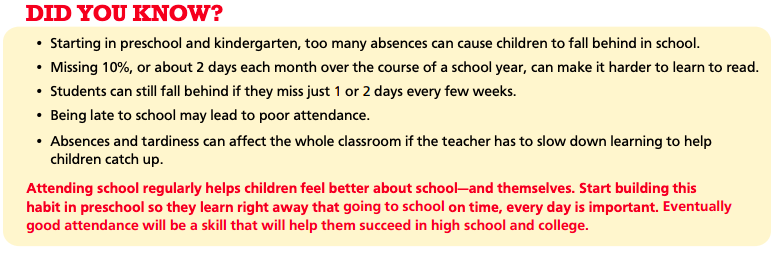 DID YOU KNOW?
• Starting in preschool and kindergarten, too many absences can cause children to fall behind in school.
• Missing 10%, or about 2 days each month over the course of a school year, can make it harder to learn to read.
• Students can still fall behind if they miss just 1 or 2 days every few weeks.
• Being late to school may lead to poor attendance.
• Absences and tardiness can affect the whole classroom if the teacher has to slow down learning to help
children catch up.
Attending school regularly helps children feel better about school—and themselves. Start building this
habit in preschool so they learn right away that going to school on time, every day is important. Eventually
good attendance will be a skill that will help them succeed in high school and college.